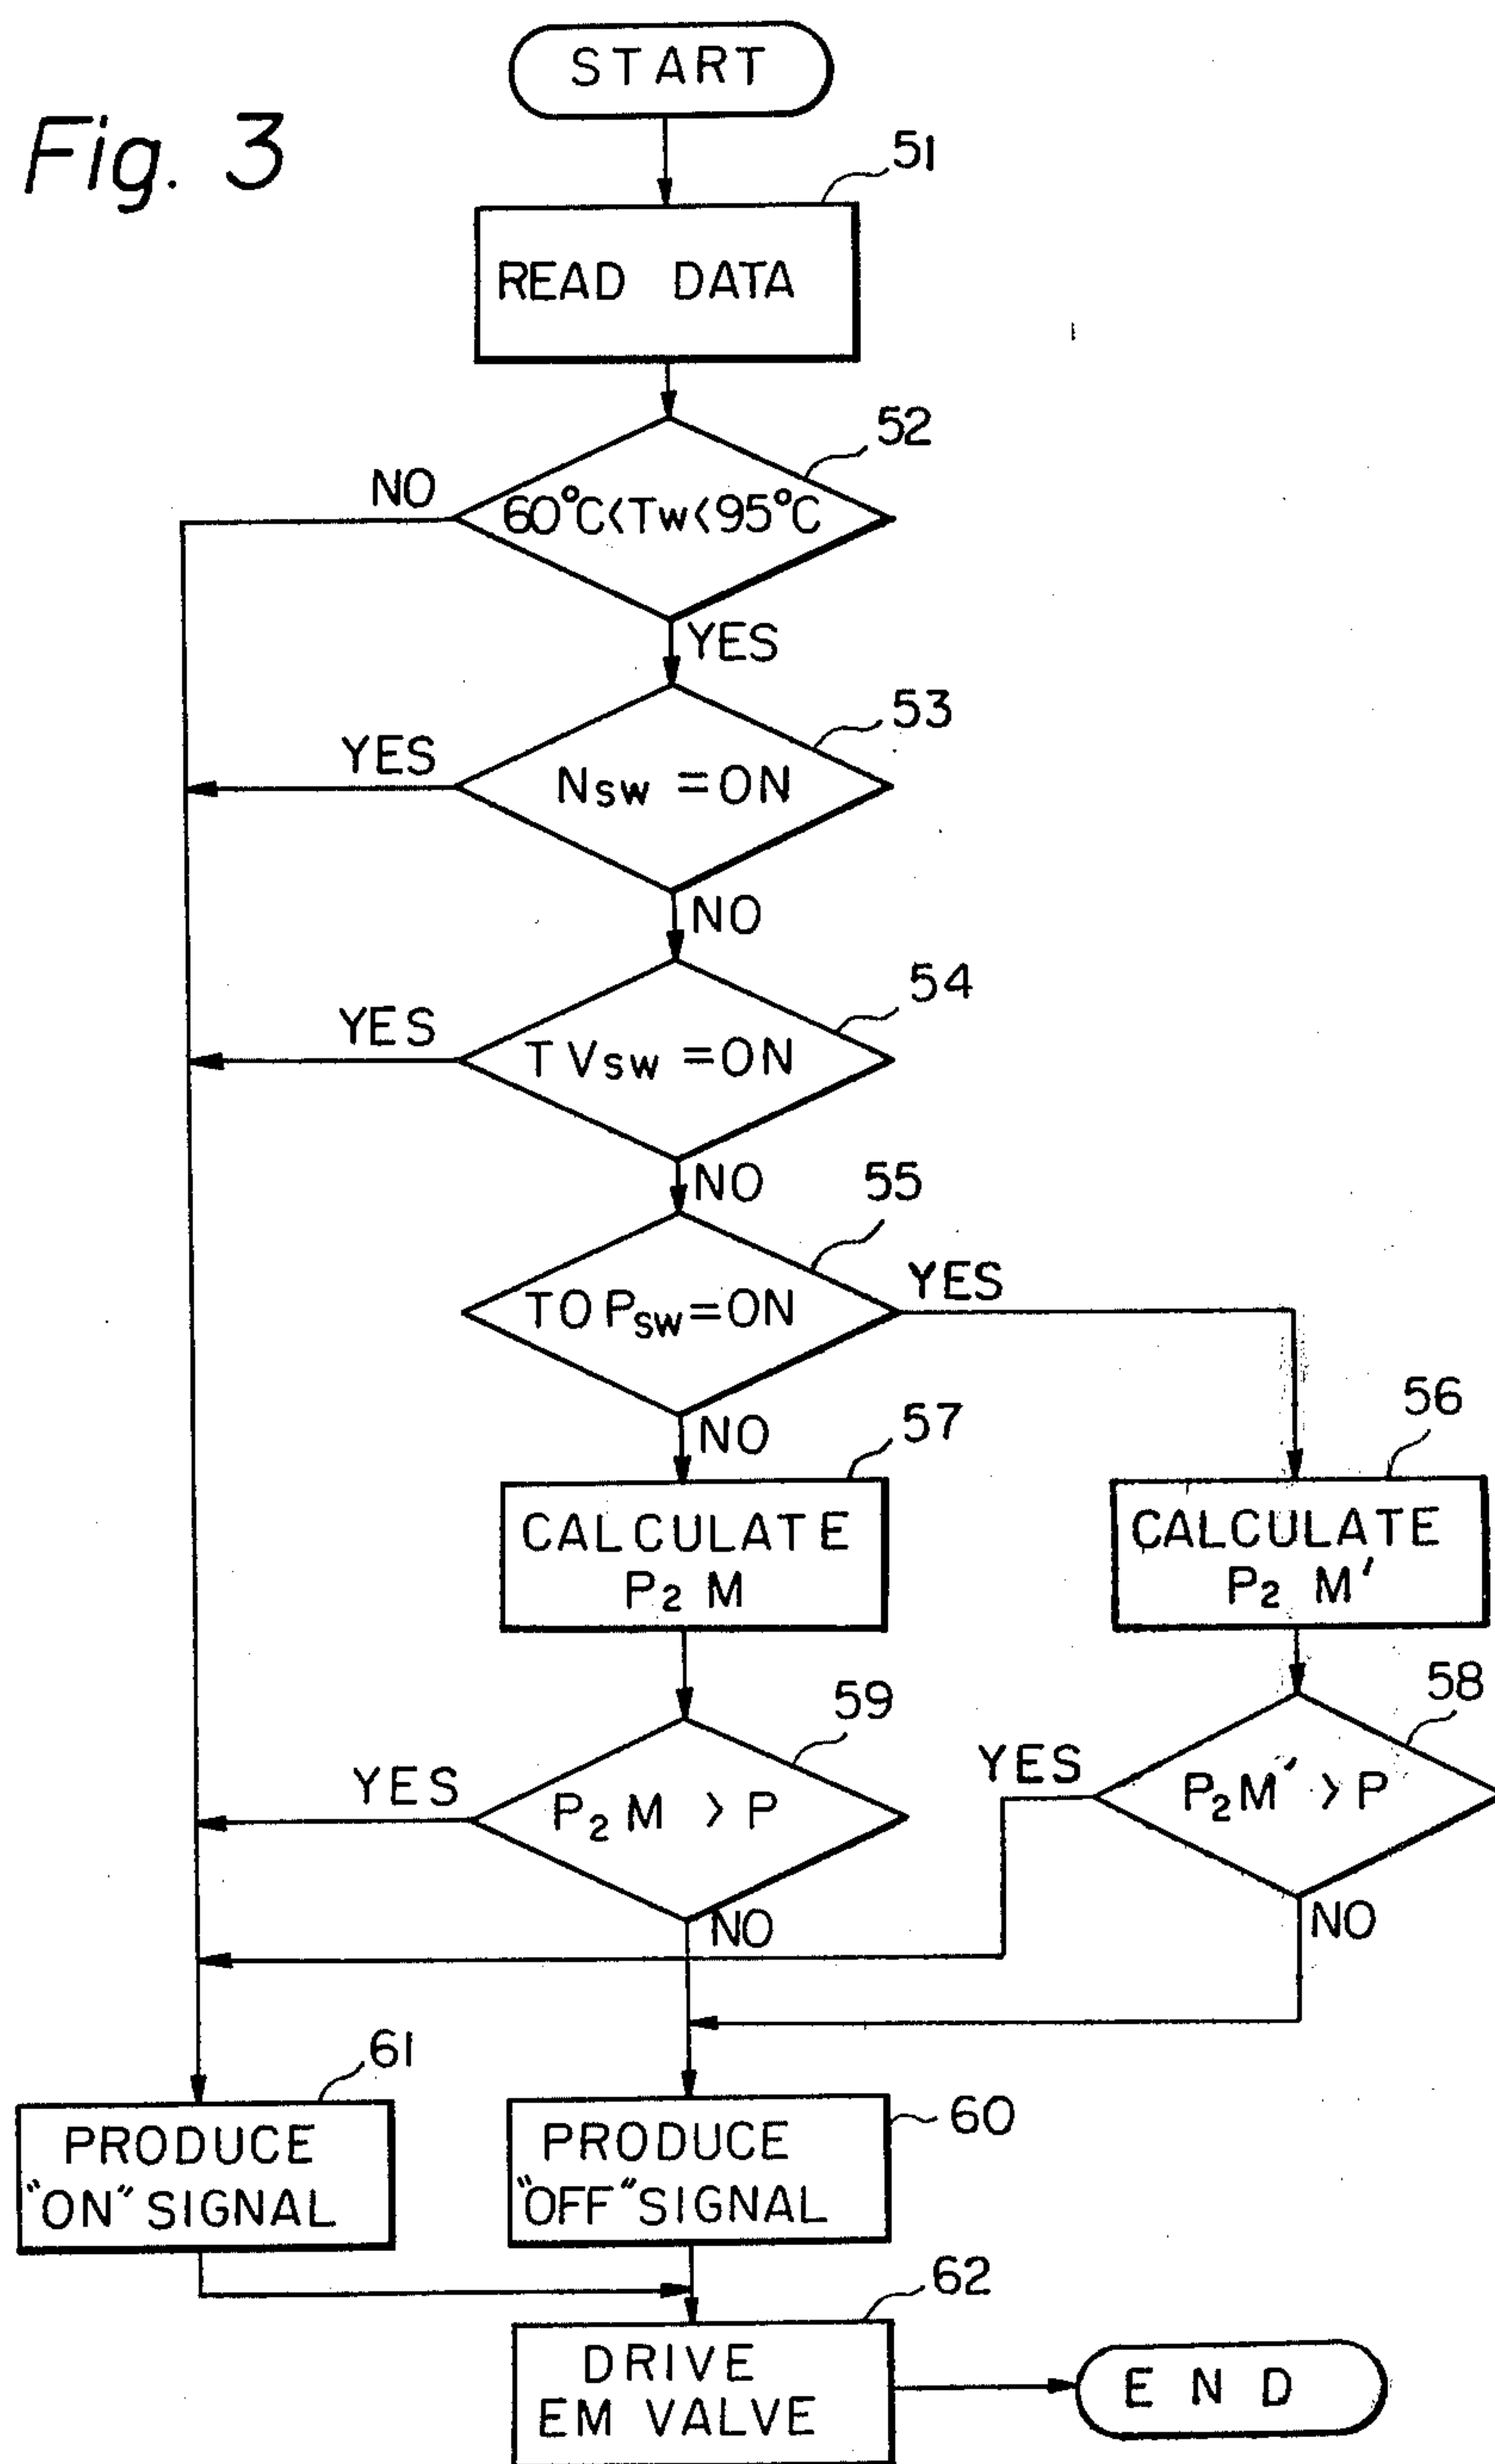 START
Fig. 3
51
READ DATA
52
NO
60°C<Tw<95°C
YES
53
YES
Nsw =ON
NO
54
YES
TVsw =ON
NO
55
YES
TOPsw=ON
NO
57
56
CALCULATE
P2 M
CALCULATE
P2 M'
59
58
YES
P2M > P
YES
P2M' > P
NO
NO
61
PRODUCE
"ON" SIGNAL
60
PRODUCE
"OFF" SIGNAL
62
DRIVE
EM VALVE
END